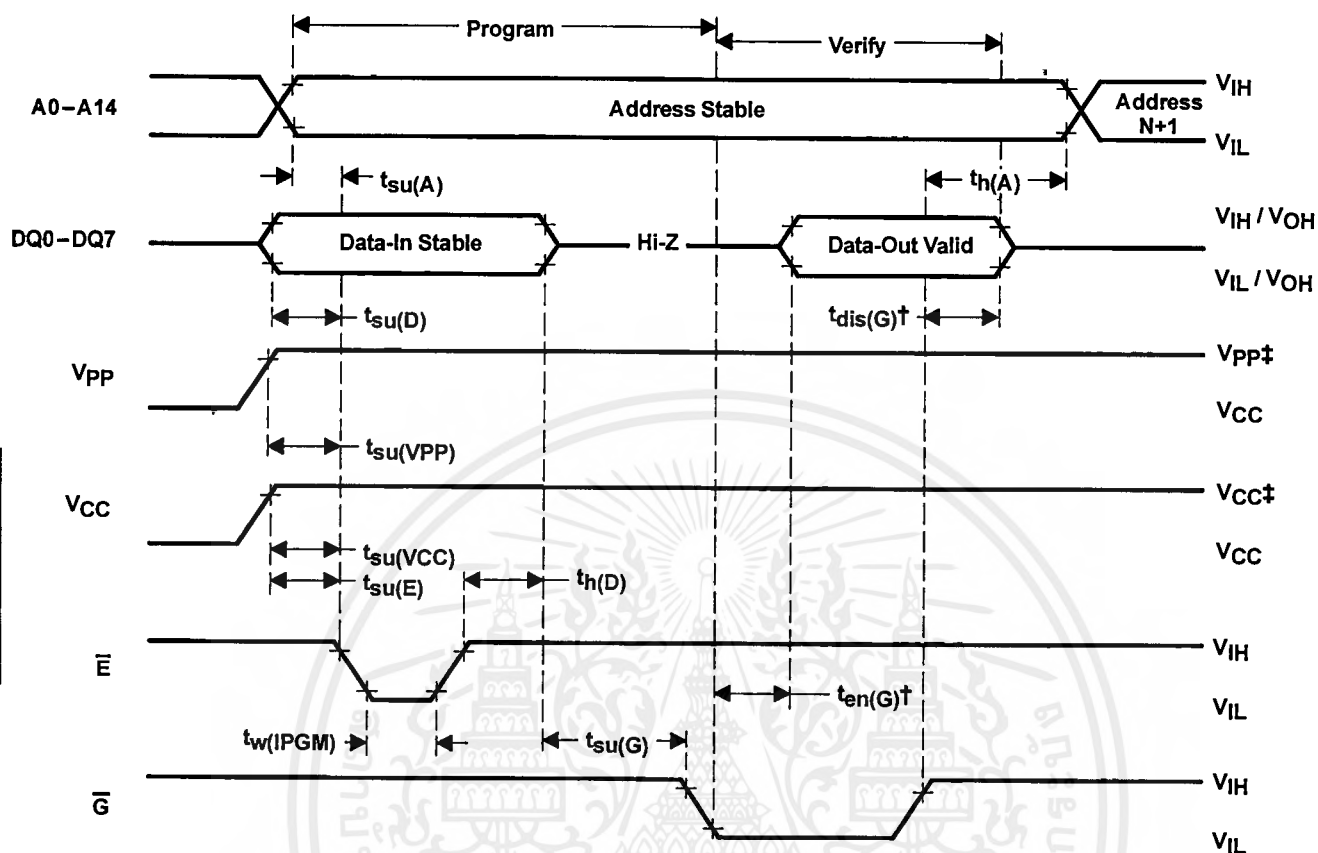 Program
Verify
A0–A14
Address Stable
Address
N+1
VIH
VIL
tsu(A)
th(A)
DQ0–DQ7
Data-In Stable
Hi-Z
Data-Out Valid
VIH / VOH
VIL / VOH
tsu(D)
tdis(G)†
VPP
VPP‡
VCC
tsu(VPP)
VCC
VCC‡
VCC
tsu(VCC)
tsu(E)
th(D)
E̅
VIH
VIL
ten(G)†
tw(IPGM)
tsu(G)
G̅
VIH
VIL